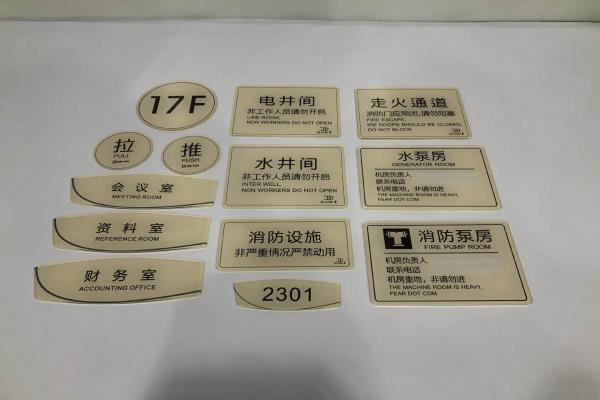 17F
拉
PULL
推
PUSH
会议室
MEETING ROOM
资料室
REFERENCE ROOM
财务室
ACCOUNTING OFFICE
电井间
非工作人员请勿开启
LINE ROOM,
NON WORKERS DO NOT OPEN
水井间
非工作人员请勿开启
INTER WELL,
NON WORKERS DO NOT OPEN
消防设施
非严重情况严禁动用
2301
走火通道
消防门应常闭,请勿阻塞
FIRE ESCAPE,
IRE DOORS SHOULD BE CLOSED,
DO NOT BLOOR
水泵房
GENERATOR ROOM
机房负责人
联系电话
机房重地，非请勿进
THE MACHINE ROOM IS HEAVY,
FEAR DOT COM
消防泵房
FIRE PUMP ROOM
机房负责人
联系电话
机房重地，非请勿进
THE MACHINE ROOM IS HEAVY,
FEAR DOT COM